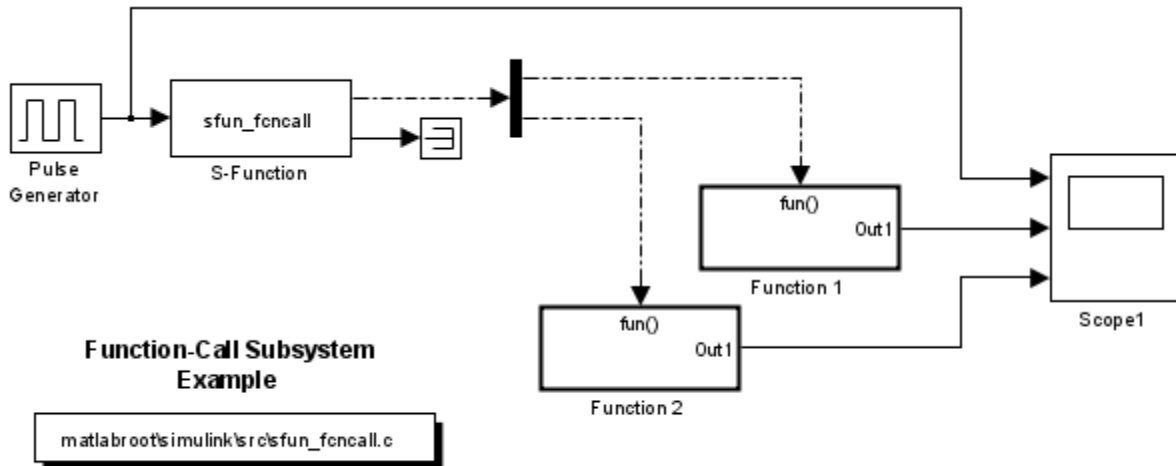 sfun_fcncall
S-Function
Pulse
Generator
fun()
Out1
Function 1
fun()
Out1
Function 2
Scope1
Function-Call Subsystem
Example
matlabroot\simulink\src\sfun_fcncall.c